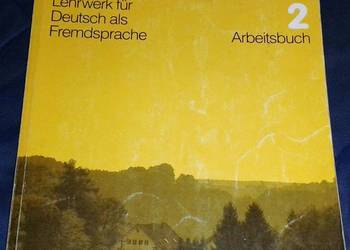 Lehrwerk für
Deutsch als
Fremdsprache
2
Arbeitsbuch